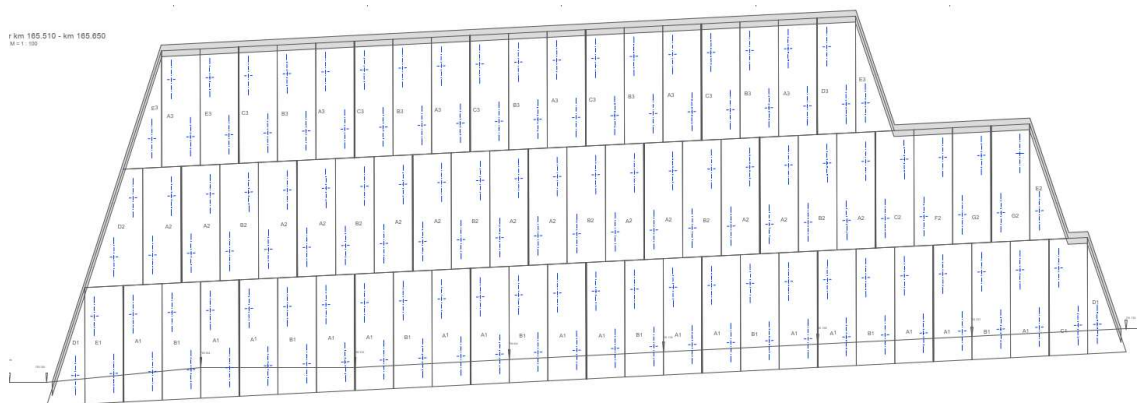 r km 165.510 - km 165.650
M = 1 : 100
E3 A3 E3 C3 B3 A3 C3 B3 A3 C3 B3 A3 C3 B3 A3 C3 B3 A3 D3 E3
D2 A2 A2 B2 A2 A2 B2 A2 A2 B2 A2 A2 B2 A2 A2 B2 A2 A2 B2 A2 C2 F2 G2 G2 E2
D1 E1 A1 B1 A1 A1 B1 A1 A1 B1 A1 A1 B1 A1 A1 B1 A1 A1 B1 A1 A1 B1 A1 A1 B1 A1 C1 D1